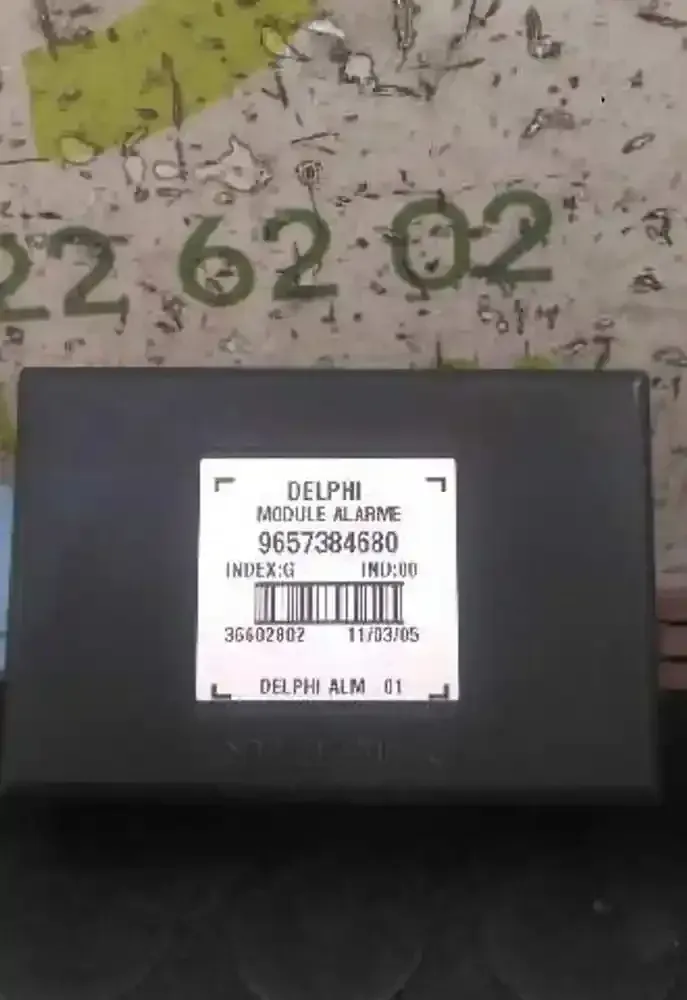 22 62 02
DELPHI
MODULE ALARME
9657384680
INDEX:G IND:00
36602802 11/03/05
DELPHI ALM 01